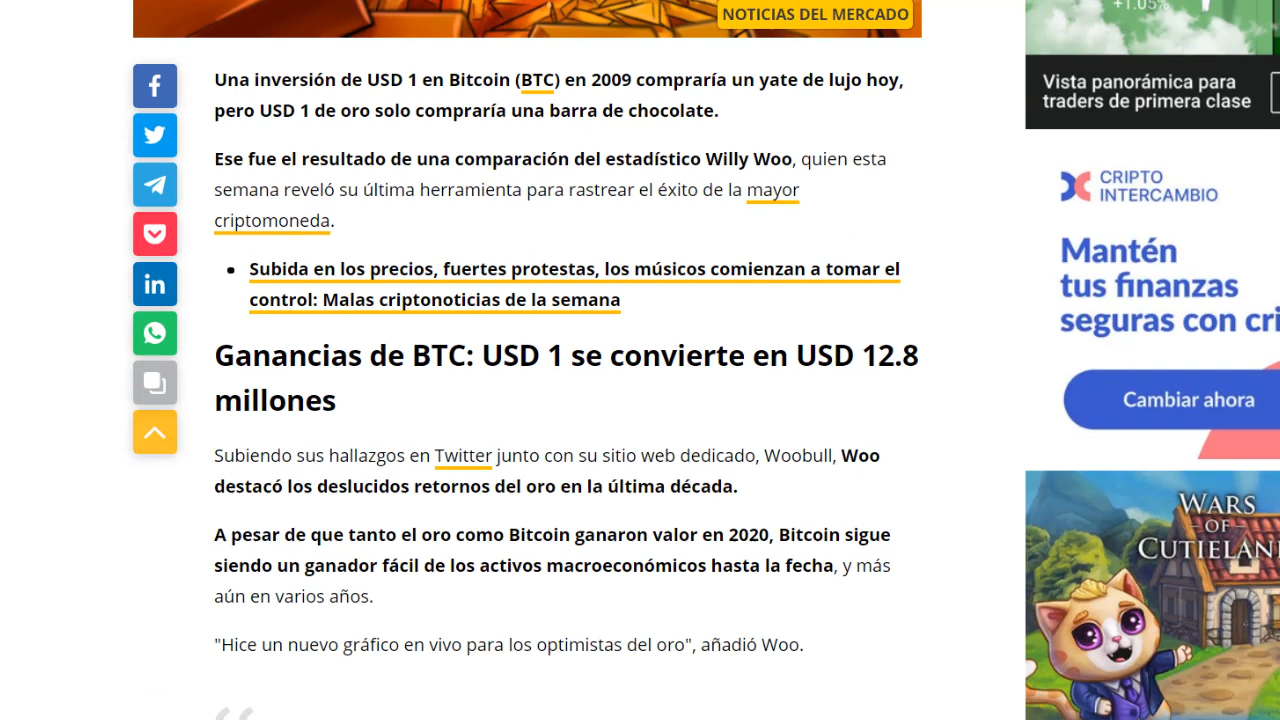 NOTICIAS DEL MERCADO
Una inversión de USD 1 en Bitcoin (BTC) en 2009 compraría un yate de lujo hoy,
pero USD 1 de oro solo compraría una barra de chocolate.
Ese fue el resultado de una comparación del estadístico Willy Woo, quien esta
semana reveló su última herramienta para rastrear el éxito de la mayor
criptomoneda.
Subida en los precios, fuertes protestas, los músicos comienzan a tomar el
control: Malas criptonoticias de la semana
Ganancias de BTC: USD 1 se convierte en USD 12.8
millones
Subiendo sus hallazgos en Twitter junto con su sitio web dedicado, Woobull, Woo
destacó los deslucidos retornos del oro en la última década.
A pesar de que tanto el oro como Bitcoin ganaron valor en 2020, Bitcoin sigue
siendo un ganador fácil de los activos macroeconómicos hasta la fecha, y más
aún en varios años.
"Hice un nuevo gráfico en vivo para los optimistas del oro", añadió Woo.
+1.05%
Vista panorámica para
traders de primera clase
CRIPTO
INTERCAMBIO
Mantén
tus finanzas
seguras con cri
Cambiar ahora
WARS
OF
CUTIELAN